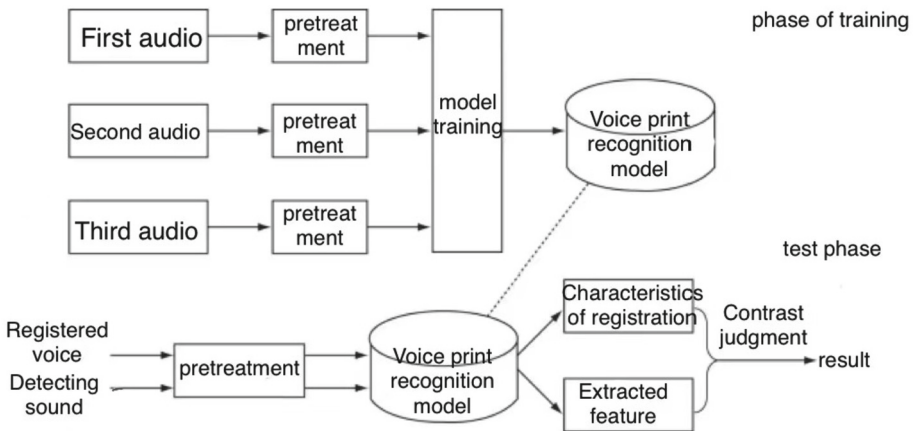 phase of training
First audio
pretreat
ment
Second audio
pretreat
ment
Third audio
pretreat
ment
model
training
Voice print
recognition
model
test phase
Registered
voice
Detecting
sound
pretreatment
Voice print
recognition
model
Characteristics
of registration
Extracted
feature
Contrast
judgment
result